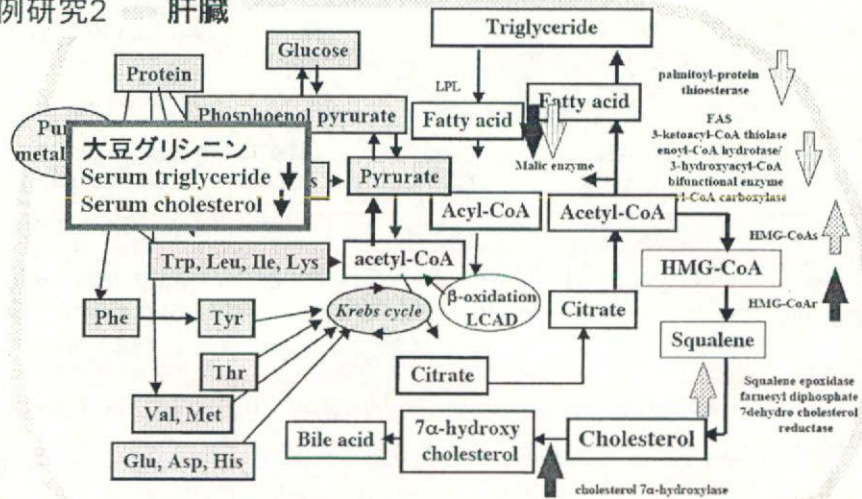 例研究2 肝臓
Triglyceride
Glucose
Protein
LPL
palmitoyl-protein
thioesterase
Phosphoenol pyrurate
Fatty acid
Fatty acid
FAS
3-ketoacyl-CoA thiolase
enoyl-CoA hydrotase/
3-hydroxyacyl-CoA
bifunctional enzyme
yl-CoA carboxylase
Malic enzyme
大豆グリシニン
Serum triglyceride
Serum cholesterol
Pyrurate
Acyl-CoA
Acetyl-CoA
HMG-CoAs
Trp, Leu, Ile, Lys
acetyl-CoA
HMG-CoA
HMG-CoAr
Phe
Tyr
Krebs cycle
β-oxidation
LCAD
Citrate
Squalene
Thr
Citrate
Squalene epoxidase
farnesyl diphosphate
7dehydro cholesterol
reductase
Val, Met
Bile acid
7α-hydroxy
cholesterol
Cholesterol
Glu, Asp, His
cholesterol 7α-hydroxylase